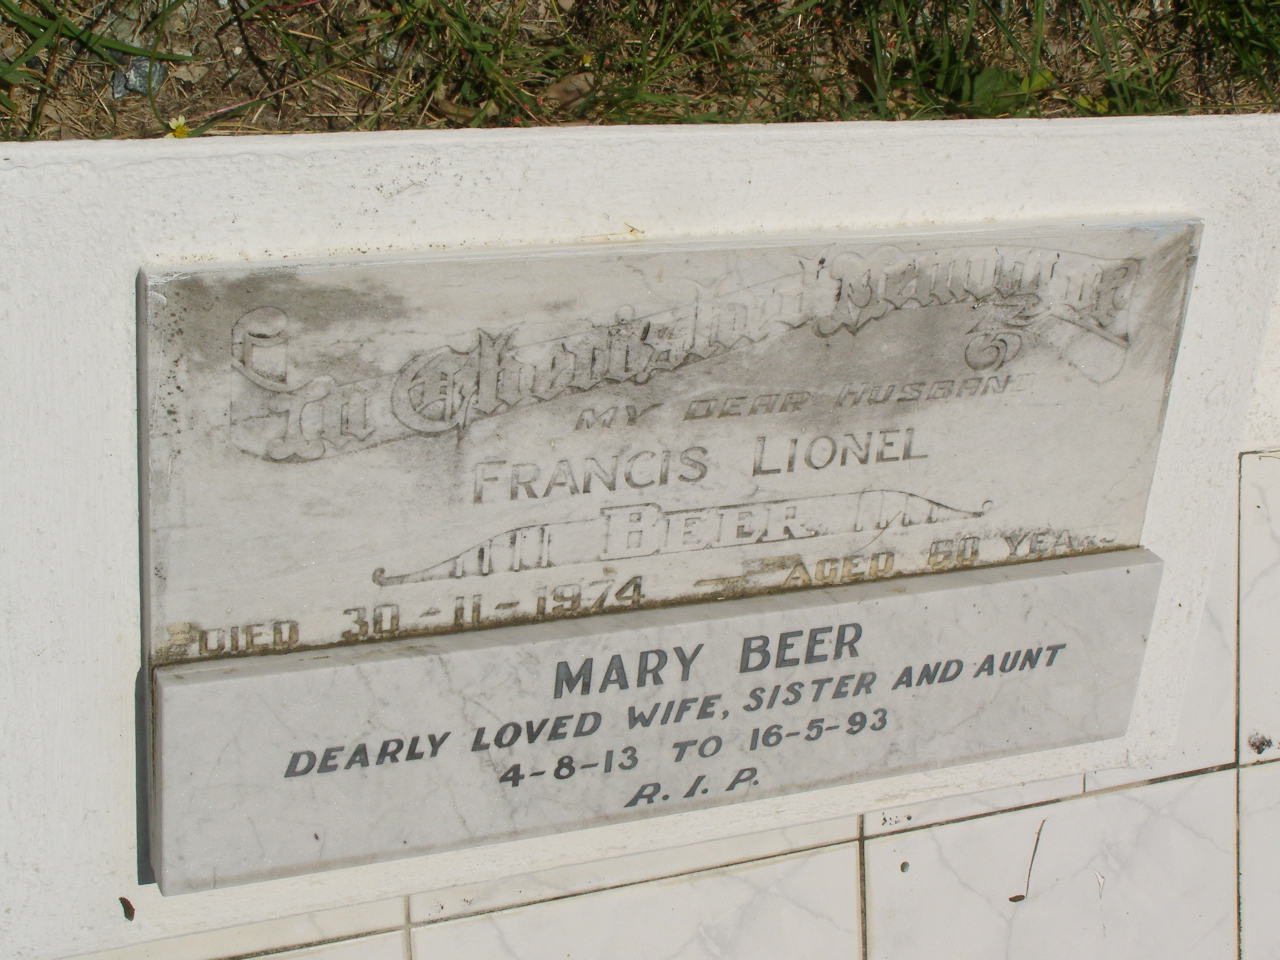 In Cherished Memory of
MY DEAR HUSBAND
FRANCIS LIONEL
BEER
DIED 30-11-1974 — AGED 60 YEARS
MARY BEER
DEARLY LOVED WIFE, SISTER AND AUNT
4-8-13 TO 16-5-93
R.I.P.